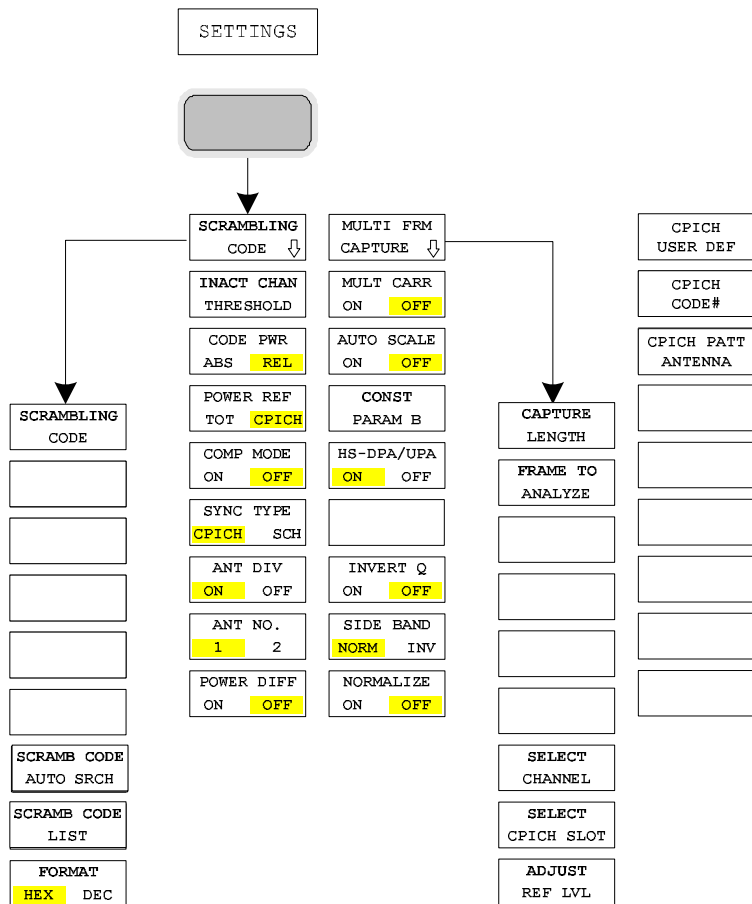 SETTINGS
SCRAMBLING
CODE
INACT CHAN
THRESHOLD
CODE PWR
ABS REL
POWER REF
TOT CPICH
COMP MODE
ON OFF
SYNC TYPE
CPICH SCH
ANT DIV
ON OFF
ANT NO.
1 2
POWER DIFF
ON OFF
MULTI FRM
CAPTURE
MULT CARR
ON OFF
AUTO SCALE
ON OFF
CONST
PARAM B
HS-DPA/UPA
ON OFF
INVERT Q
ON OFF
SIDE BAND
NORM INV
NORMALIZE
ON OFF
SCRAMBLING
CODE
SCRAMB CODE
AUTO SRCH
SCRAMB CODE
LIST
FORMAT
HEX DEC
CAPTURE
LENGTH
FRAME TO
ANALYZE
SELECT
CHANNEL
SELECT
CPICH SLOT
ADJUST
REF LVL
CPICH
USER DEF
CPICH
CODE#
CPICH PATT
ANTENNA